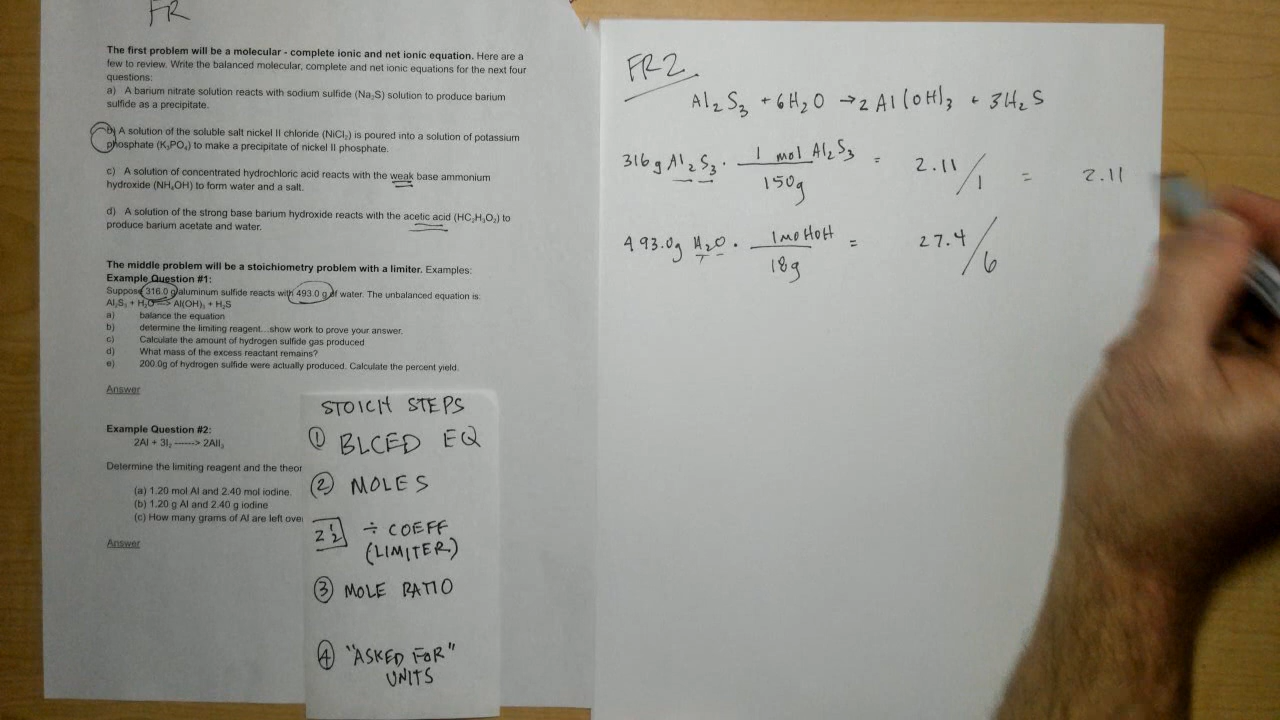 FR
The first problem will be a molecular - complete ionic and net ionic equation. Here are a
few to review. Write the balanced molecular, complete and net ionic equations for the next four
questions:
a) A barium nitrate solution reacts with sodium sulfide (Na₂S) solution to produce barium
sulfide as a precipitate.
b) A solution of the soluble salt nickel II chloride (NiCl₂) is poured into a solution of potassium
phosphate (K₃PO₄) to make a precipitate of nickel II phosphate.
c) A solution of concentrated hydrochloric acid reacts with the weak base ammonium
hydroxide (NH₄OH) to form water and a salt.
d) A solution of the strong base barium hydroxide reacts with the acetic acid (HC₂H₃O₂) to
produce barium acetate and water.
The middle problem will be a stoichiometry problem with a limiter. Examples:
Example Question #1:
Suppose 316.0 g aluminum sulfide reacts with 493.0 g of water. The unbalanced equation is:
Al₂S₃ + H₂O ---> Al(OH)₃ + H₂S
a) balance the equation
b) determine the limiting reagent...show work to prove your answer.
c) Calculate the amount of hydrogen sulfide gas produced
d) What mass of the excess reactant remains?
e) 200.0g of hydrogen sulfide were actually produced. Calculate the percent yield.
Answer
Example Question #2:
2Al + 3I₂ ------> 2AlI₃
Determine the limiting reagent and the theor
(a) 1.20 mol Al and 2.40 mol iodine.
(b) 1.20 g Al and 2.40 g iodine
(c) How many grams of Al are left over
Answer
STOICH STEPS
① BLCED EQ
② MOLES
2½ ÷ COEFF
(LIMITER)
③ MOLE RATIO
④ "ASKED FOR"
UNITS
FR2
Al₂S₃ + 6H₂O → 2Al(OH)₃ + 3H₂S
316g Al₂S₃ · 1 mol Al₂S₃ / 150g = 2.11/1 = 2.11
493.0g H₂O · 1mol HOH / 18g = 27.4/6